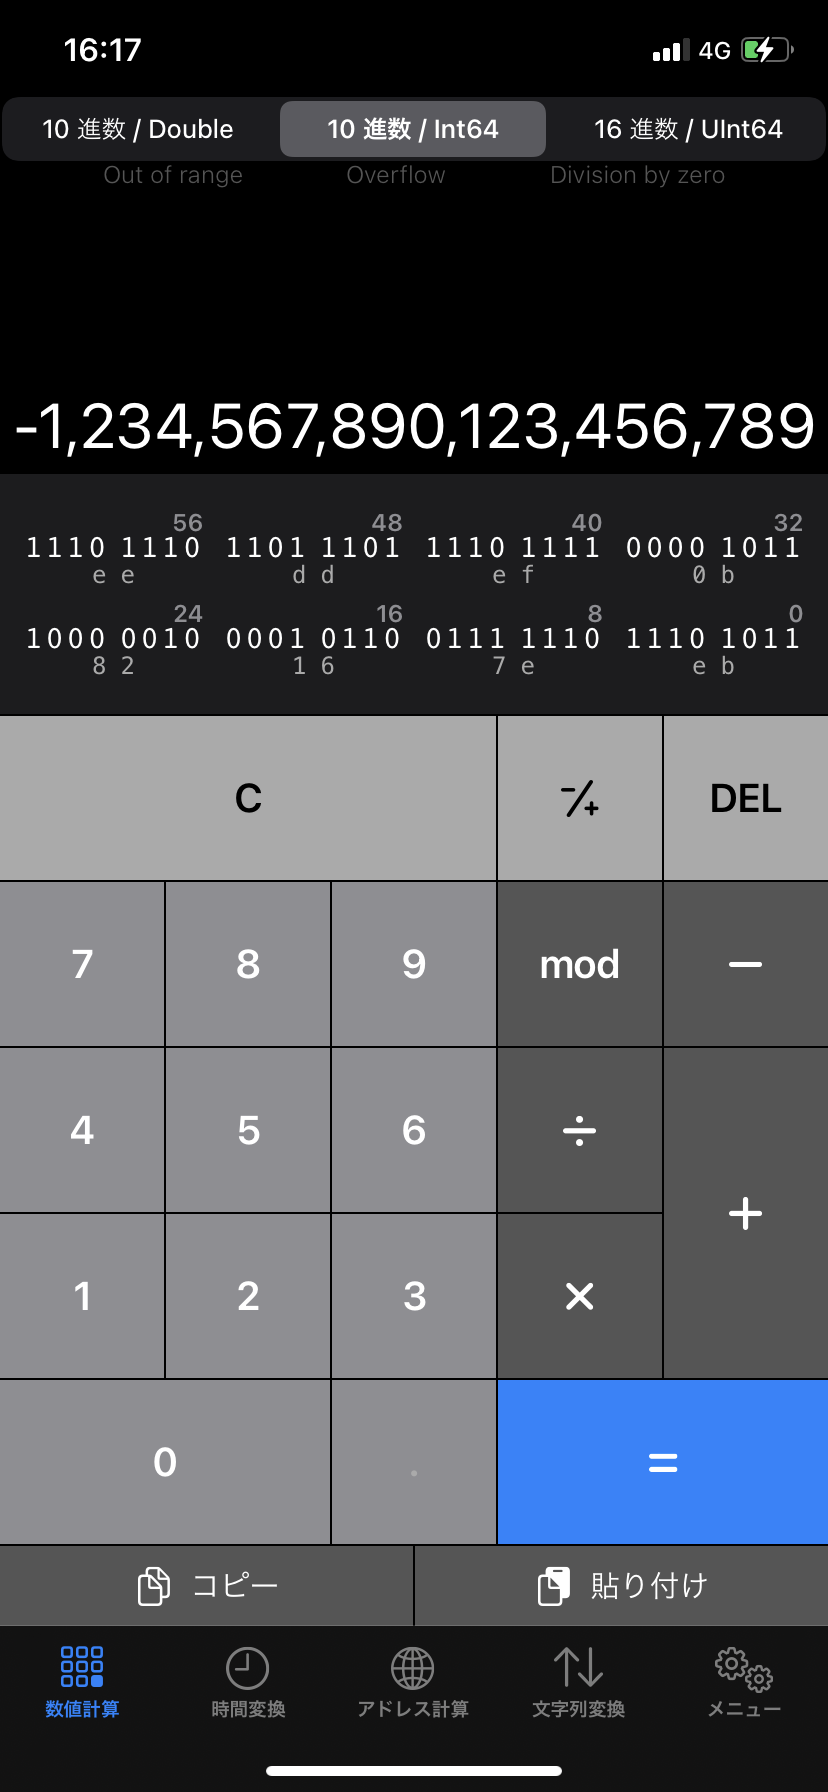 16:17 4G
10 進数 / Double 10 進数 / Int64 16 進数 / UInt64
Out of range Overflow Division by zero
-1,234,567,890,123,456,789
56 48 40 32
1110 1110 1101 1101 1110 1111 0000 1011
e e d d e f 0 b
24 16 8 0
1000 0010 0001 0110 0111 1110 1110 1011
8 2 1 6 7 e e b
C -/+ DEL
7 8 9 mod −
4 5 6 ÷
+
1 2 3 ×
0 . =
コピー 貼り付け
数値計算 時間変換 アドレス計算 文字列変換 メニュー